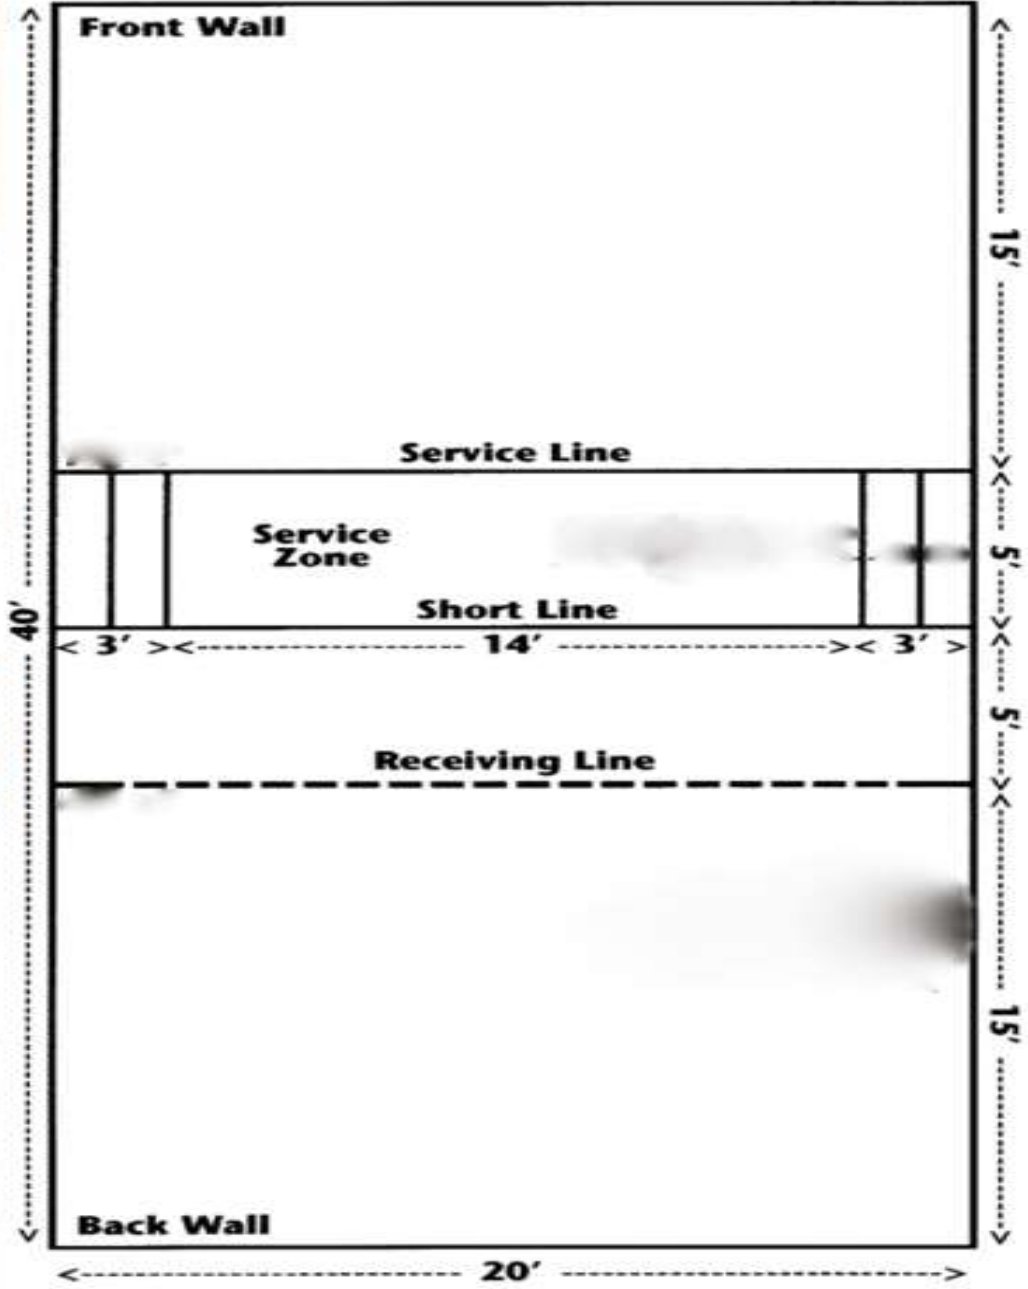 Front Wall
15'
Service Line
Service
Zone
5'
40'
Short Line
3' 14' 3'
5'
Receiving Line
15'
Back Wall
20'